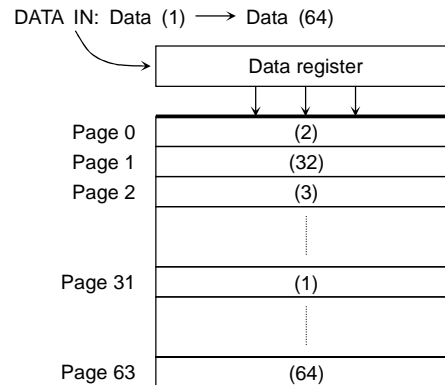 DATA IN: Data (1) → Data (64)
Data register
Page 0 (2)
Page 1 (32)
Page 2 (3)
Page 31 (1)
Page 63 (64)